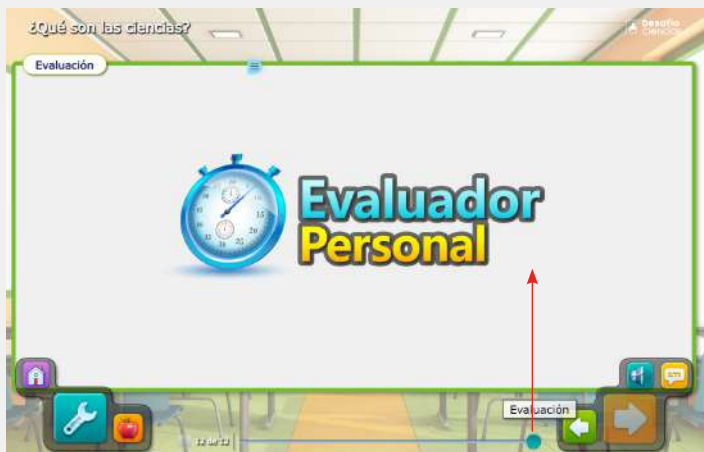 ¿Qué son las ciencias?
Desafío
Ciencias
Evaluación
Evaluador
Personal
Evaluación
12 de 12